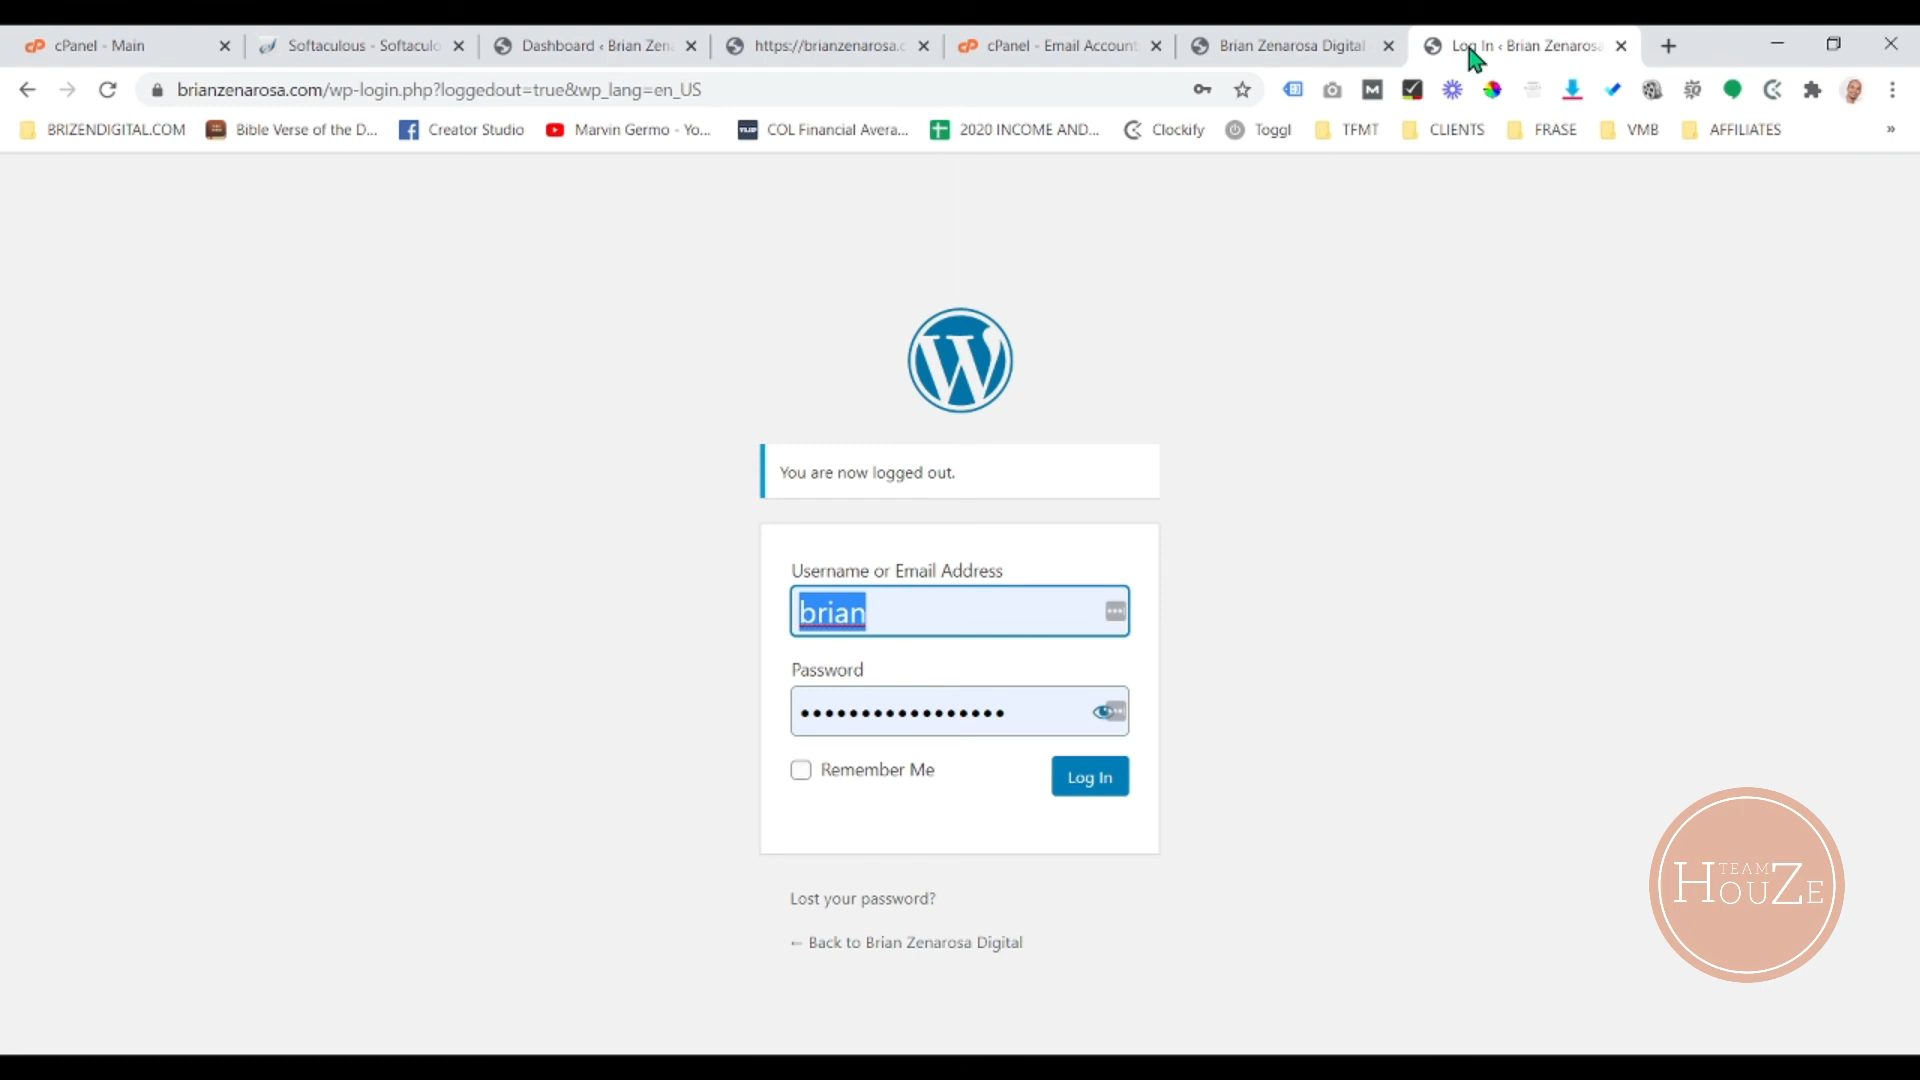 cPanel - Main
Softaculous - Softaculo
Dashboard ‹ Brian Zena
https://brianzenarosa.c
cPanel - Email Account
Brian Zenarosa Digital
Log In ‹ Brian Zenarosa
brianzenarosa.com/wp-login.php?loggedout=true&wp_lang=en_US
BRIZENDIGITAL.COM
Bible Verse of the D...
Creator Studio
Marvin Germo - Yo...
COL Financial Avera...
2020 INCOME AND...
Clockify
Toggl
TFMT
CLIENTS
FRASE
VMB
AFFILIATES
»
You are now logged out.
Username or Email Address
brian
Password
Remember Me
Log In
Lost your password?
← Back to Brian Zenarosa Digital
TEAM
HOUZE